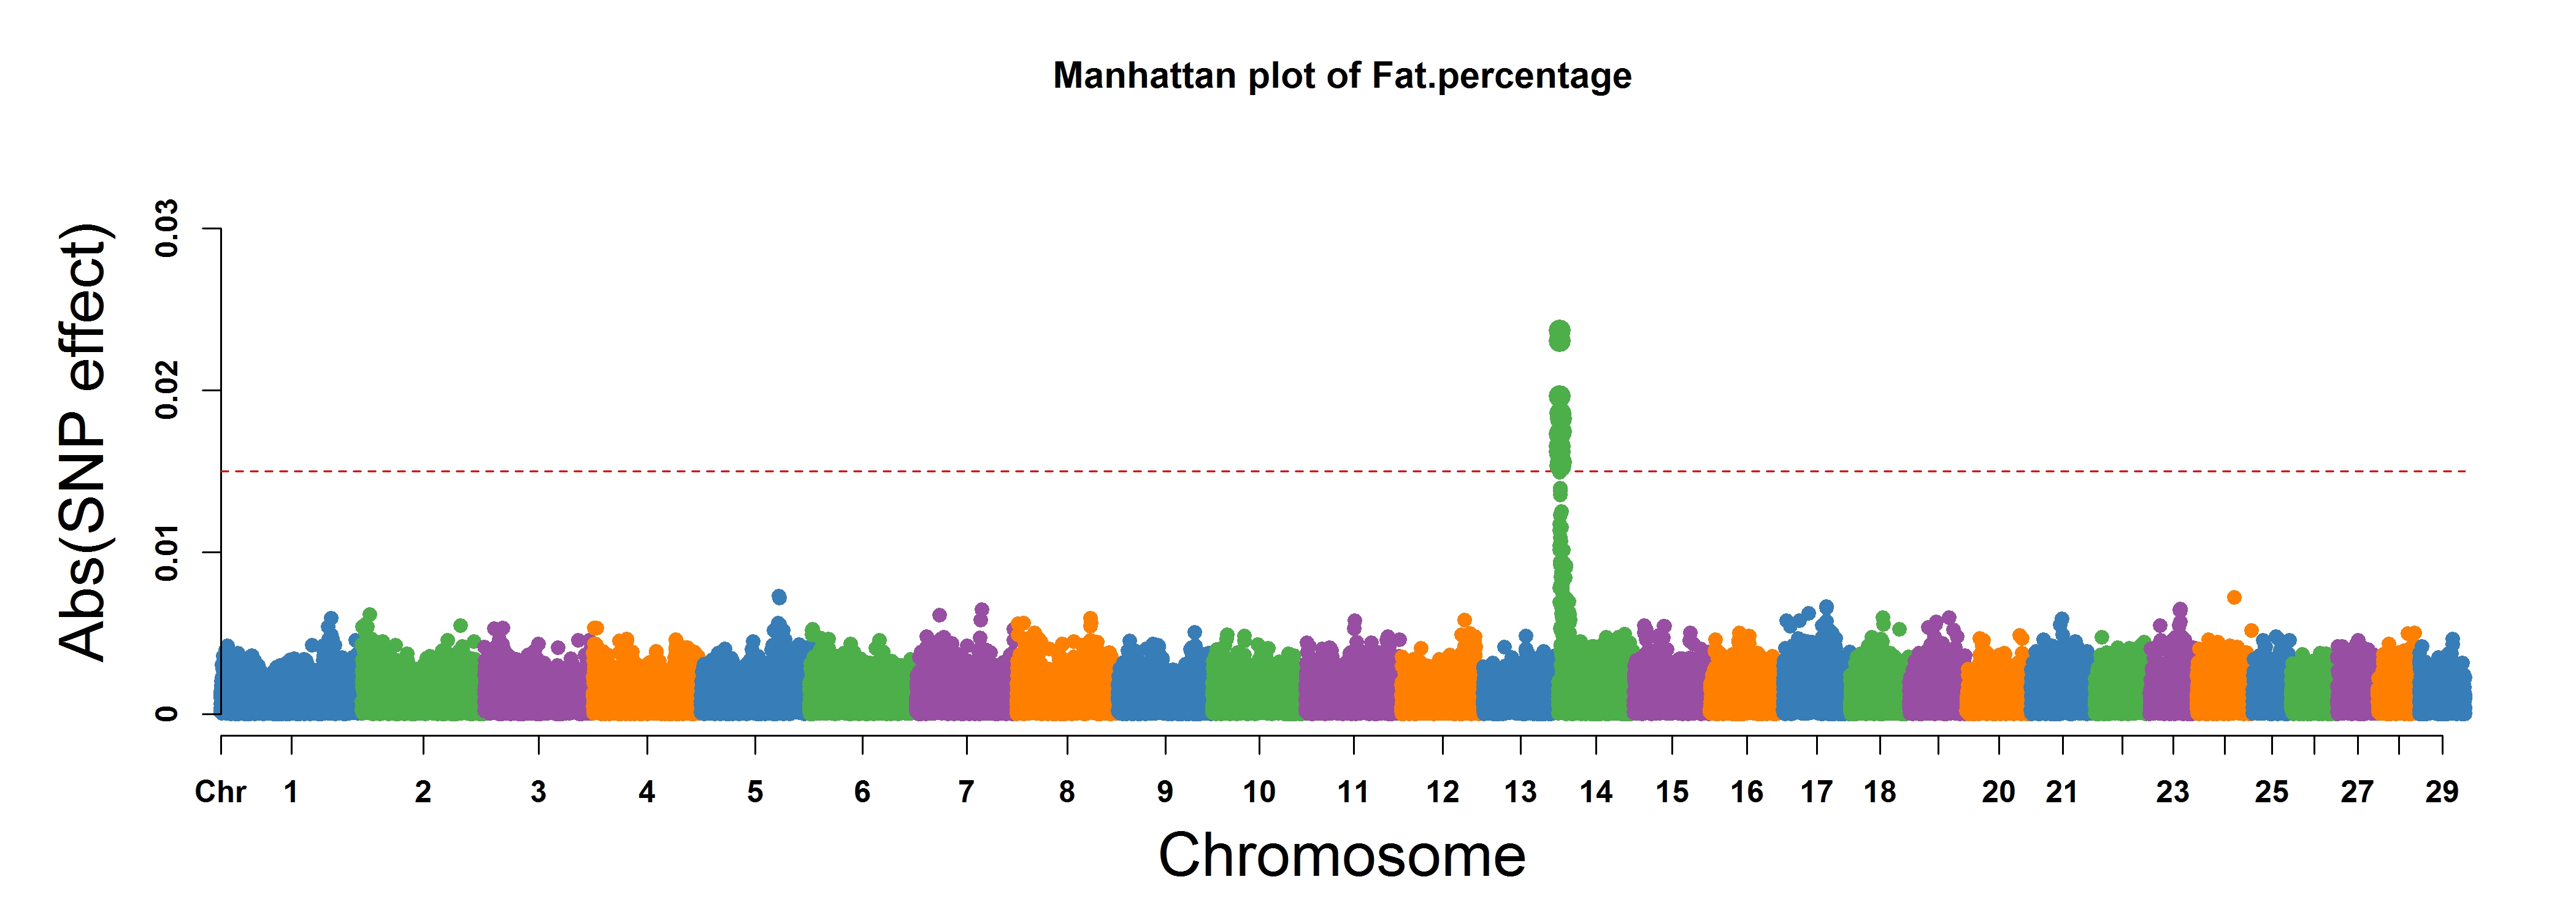 Manhattan plot of Fat.percentage
Abs(SNP effect)
0.03
0.02
0.01
0
Chr 1 2 3 4 5 6 7 8 9 10 11 12 13 14 15 16 17 18 20 21 23 25 27 29
Chromosome